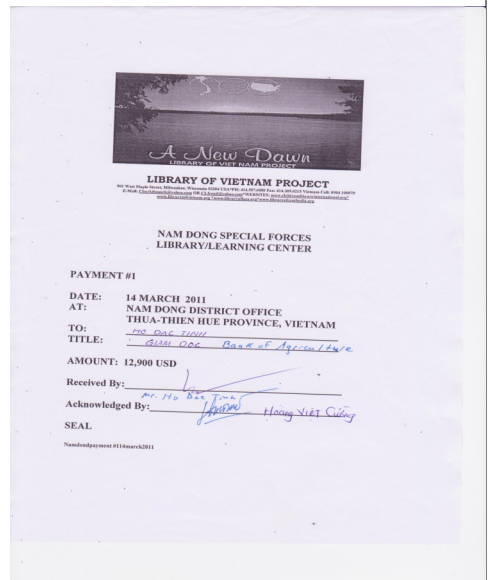 A New Dawn
LIBRARY OF VIET NAM PROJECT
LIBRARY OF VIETNAM PROJECT
NAM DONG SPECIAL FORCES
LIBRARY/LEARNING CENTER
PAYMENT #1
DATE: 14 MARCH 2011
AT: NAM DONG DISTRICT OFFICE
THUA-THIEN HUE PROVINCE, VIETNAM
TO: HO DAC TINH
TITLE: GIAM DOC Bank of Agriculture
AMOUNT: 12,900 USD
Received By:
Mr. Ho Dac Tinh
Acknowledged By: Hoang VIỆT Cường
SEAL
Namdondpayment #114march2011